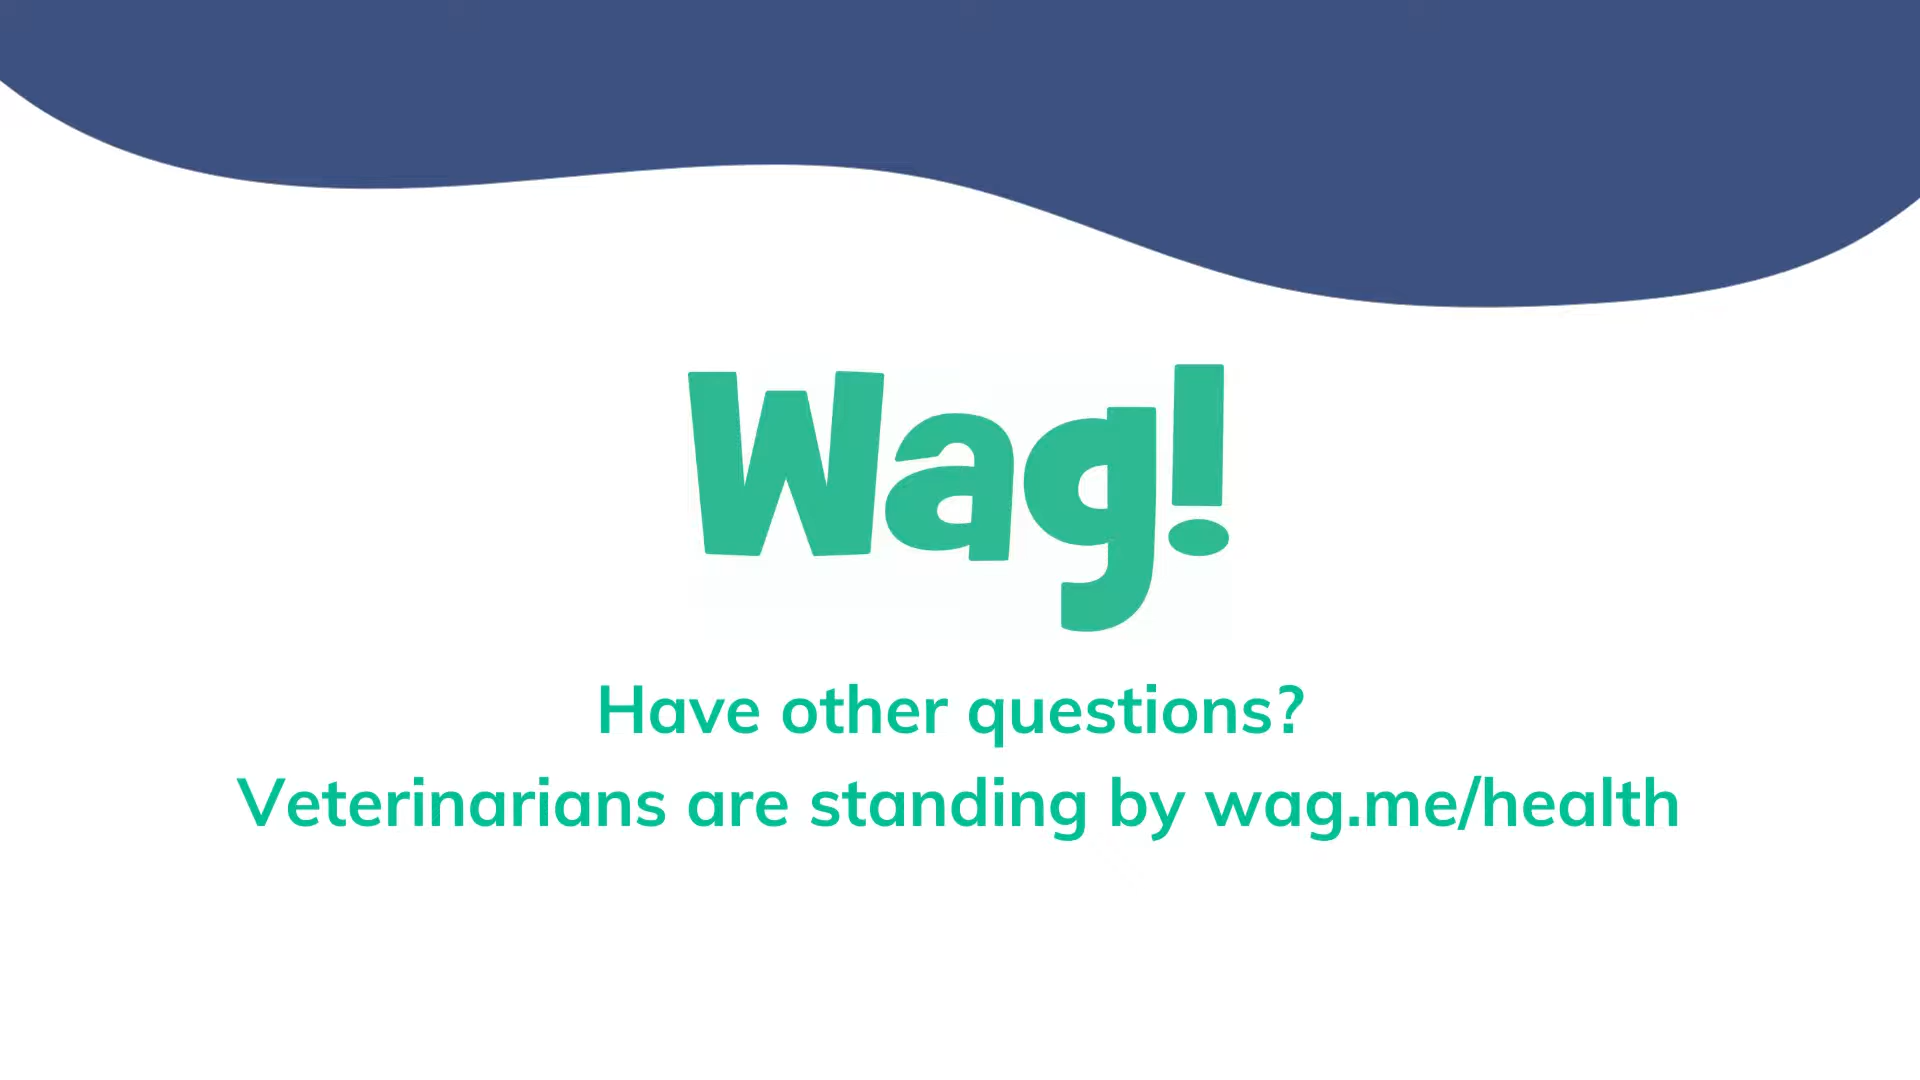 Wag!
Have other questions?
Veterinarians are standing by wag.me/health